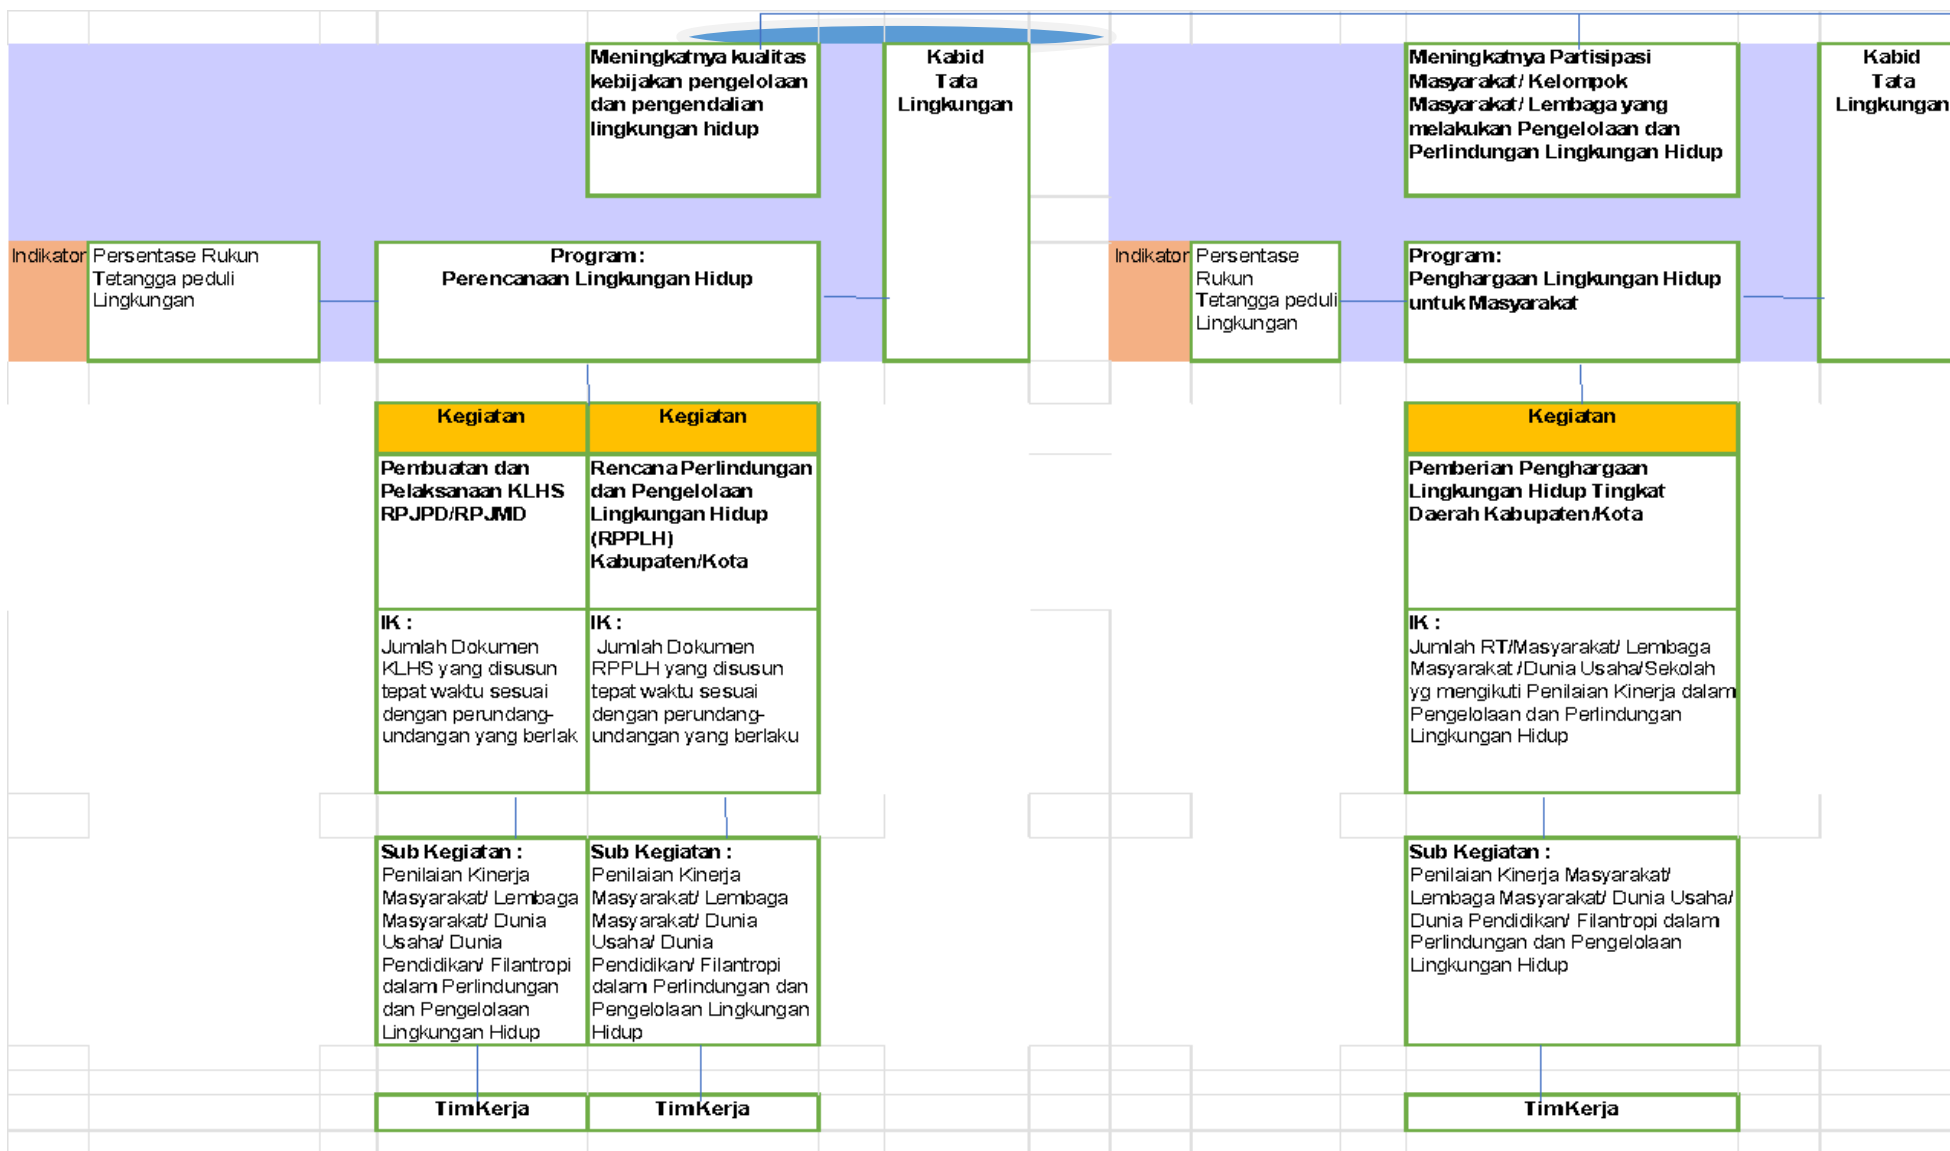 Meningkatnya kualitas
kebijakan pengelolaan
dan pengendalian
lingkungan hidup
Kabid
Tata
Lingkungan
Meningkatnya Partisipasi
Masyarakat/ Kelompok
Masyarakat/ Lembaga yang
melakukan Pengelolaan dan
Perlindungan Lingkungan Hidup
Kabid
Tata
Lingkungan
Indikator
Persentase Rukun
Tetangga peduli
Lingkungan
Program:
Perencanaan Lingkungan Hidup
Indikator
Persentase
Rukun
Tetangga peduli
Lingkungan
Program:
Penghargaan Lingkungan Hidup
untuk Masyarakat
Kegiatan
Kegiatan
Kegiatan
Pembuatan dan
Pelaksanaan KLHS
RPJPD/RPJMD
Rencana Perlindungan
dan Pengelolaan
Lingkungan Hidup
(RPPLH)
Kabupaten/Kota
Pemberian Penghargaan
Lingkungan Hidup Tingkat
Daerah Kabupaten/Kota
IK :
Jumlah Dokumen
KLHS yang disusun
tepat waktu sesuai
dengan perundang-
undangan yang berlak
IK :
Jumlah Dokumen
RPPLH yang disusun
tepat waktu sesuai
dengan perundang-
undangan yang berlaku
IK :
Jumlah RT/Masyarakat/ Lembaga
Masyarakat /Dunia Usaha/Sekolah
yg mengikuti Penilaian Kinerja dalam
Pengelolaan dan Perlindungan
Lingkungan Hidup
Sub Kegiatan :
Penilaian Kinerja
Masyarakat/ Lembaga
Masyarakat/ Dunia
Usaha/ Dunia
Pendidikan/ Filantropi
dalam Perlindungan
dan Pengelolaan
Lingkungan Hidup
Sub Kegiatan :
Penilaian Kinerja
Masyarakat/ Lembaga
Masyarakat/ Dunia
Usaha/ Dunia
Pendidikan/ Filantropi
dalam Perlindungan dan
Pengelolaan Lingkungan
Hidup
Sub Kegiatan :
Penilaian Kinerja Masyarakat/
Lembaga Masyarakat/ Dunia Usaha/
Dunia Pendidikan/ Filantropi dalam
Perlindungan dan Pengelolaan
Lingkungan Hidup
Tim Kerja
Tim Kerja
Tim Kerja